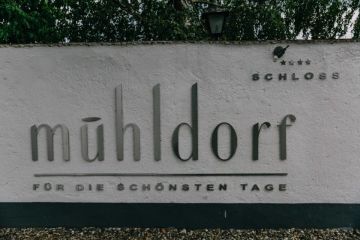 SCHLOSS
mühldorf
FÜR DIE SCHÖNSTEN TAGE